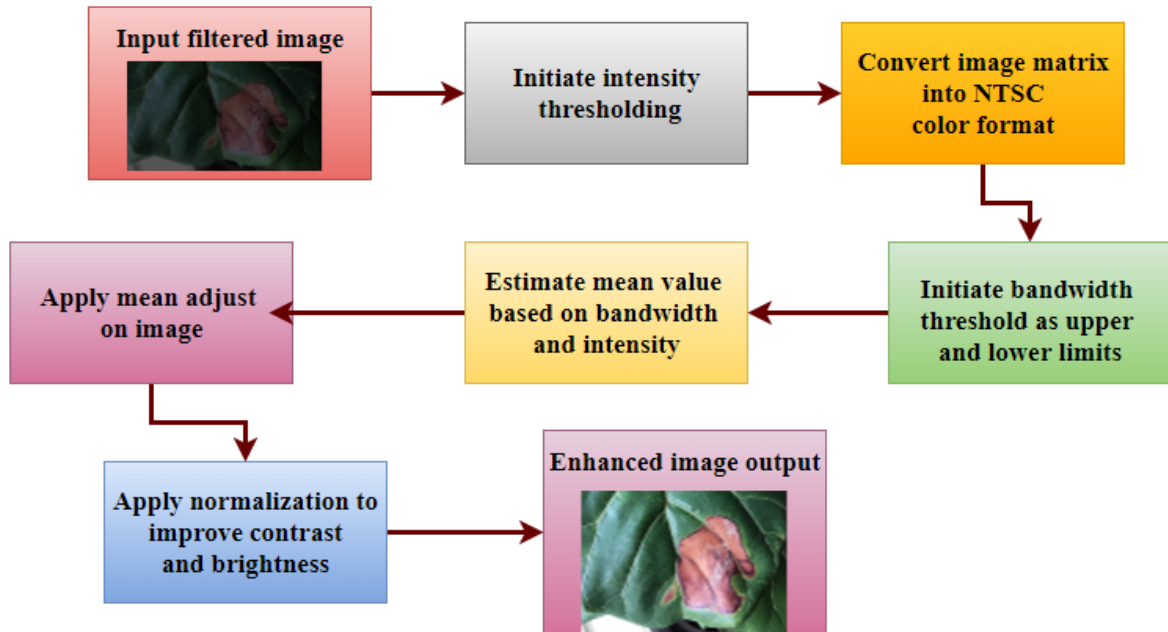 Input filtered image
Initiate intensity
thresholding
Convert image matrix
into NTSC
color format
Initiate bandwidth
threshold as upper
and lower limits
Estimate mean value
based on bandwidth
and intensity
Apply mean adjust
on image
Apply normalization to
improve contrast
and brightness
Enhanced image output